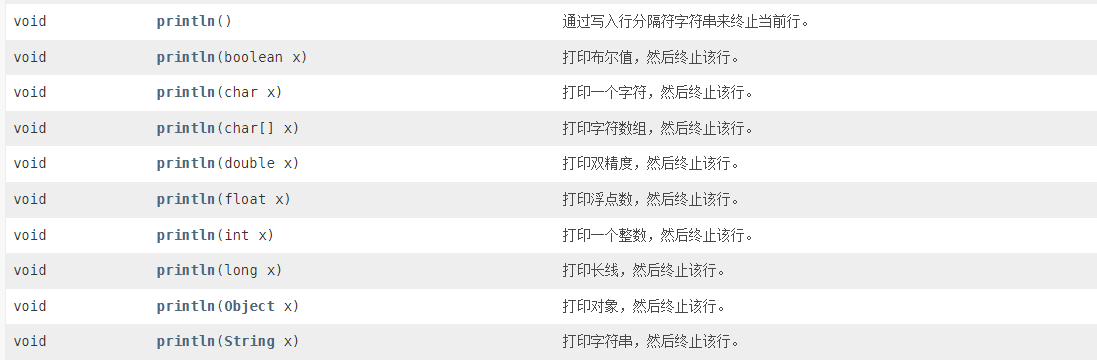 void println() 通过写入行分隔符字符串来终止当前行。
void println(boolean x) 打印布尔值，然后终止该行。
void println(char x) 打印一个字符，然后终止该行。
void println(char[] x) 打印字符数组，然后终止该行。
void println(double x) 打印双精度，然后终止该行。
void println(float x) 打印浮点数，然后终止该行。
void println(int x) 打印一个整数，然后终止该行。
void println(long x) 打印长线，然后终止该行。
void println(Object x) 打印对象，然后终止该行。
void println(String x) 打印字符串，然后终止该行。